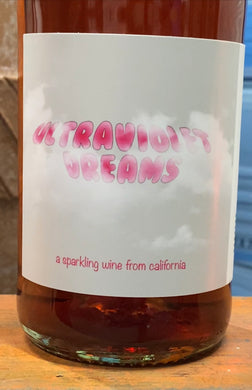 ULTRAVIOLET
DREAMS
a sparkling wine from california